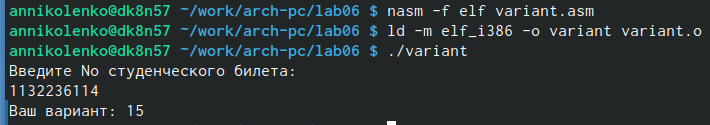 annikolenko@dk8n57 ~/work/arch-pc/lab06 $ nasm -f elf variant.asm
annikolenko@dk8n57 ~/work/arch-pc/lab06 $ ld -m elf_i386 -o variant variant.o
annikolenko@dk8n57 ~/work/arch-pc/lab06 $ ./variant
Введите No студенческого билета:
1132236114
Ваш вариант: 15